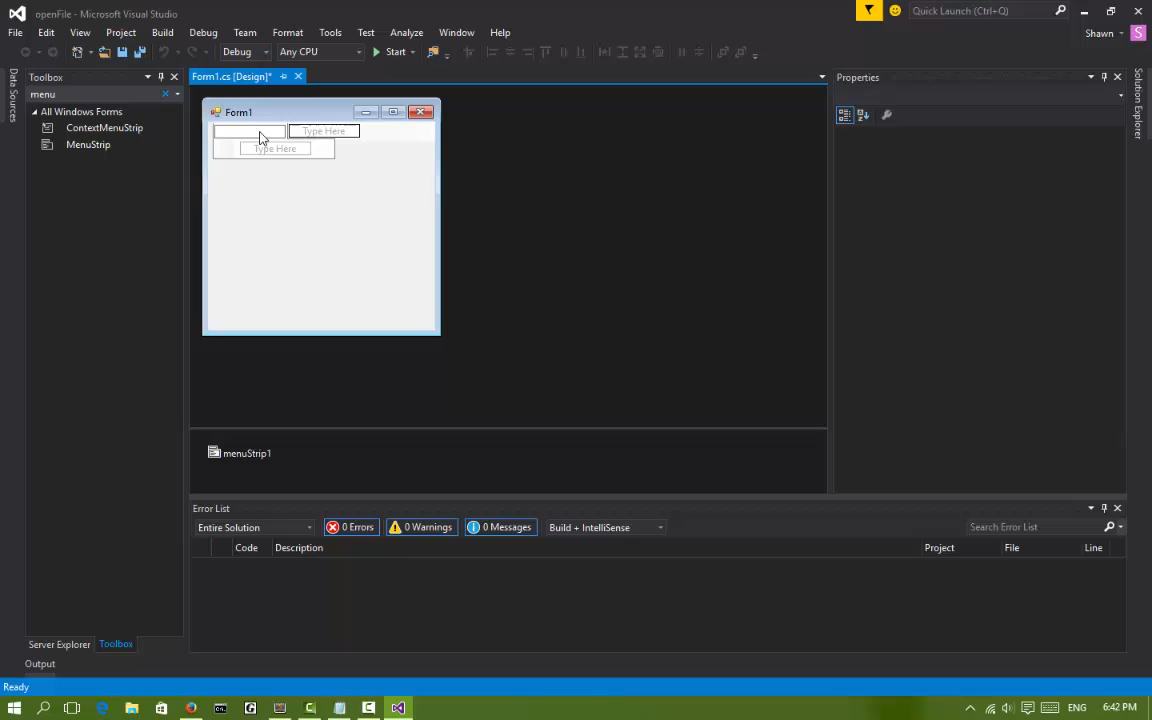 openFile - Microsoft Visual Studio
Quick Launch (Ctrl+Q)
File Edit View Project Build Debug Team Format Tools Test Analyze Window Help
Shawn S
Debug Any CPU Start
Data Sources
Toolbox
menu
All Windows Forms
ContextMenuStrip
MenuStrip
Form1.cs [Design]*
Form1
Type Here
Type Here
menuStrip1
Properties
Solution Explorer
Error List
Entire Solution 0 Errors 0 Warnings 0 Messages Build + IntelliSense Search Error List
Code Description Project File Line
Server Explorer Toolbox
Output
Ready
ENG 6:42 PM